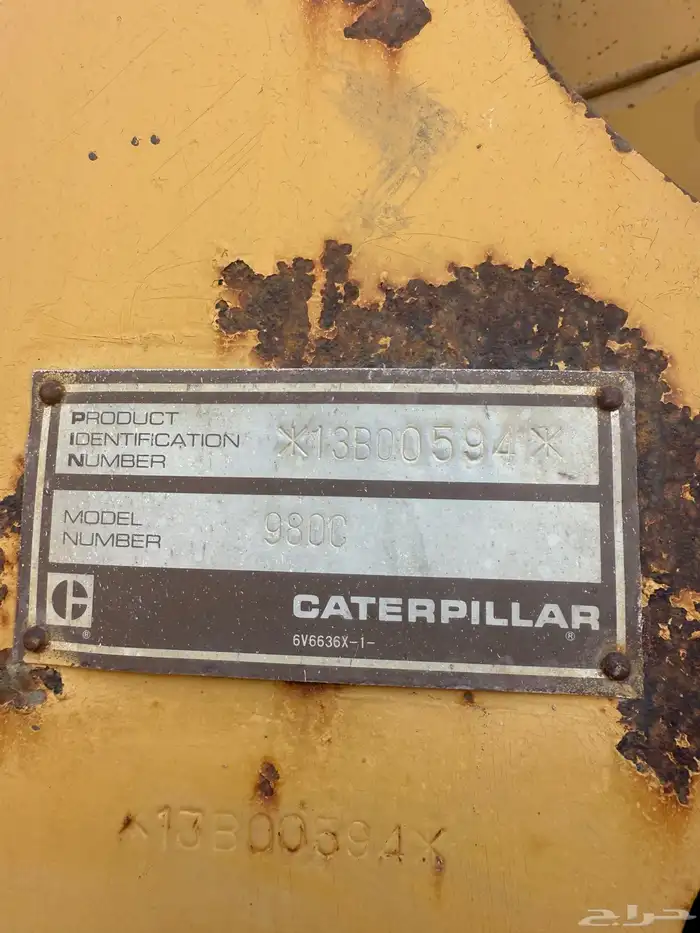 PRODUCT
IDENTIFICATION
NUMBER
*13B00594*
MODEL
NUMBER
980C
CATERPILLAR
®
®
6V6636X-1-
*13B00594*
حراج